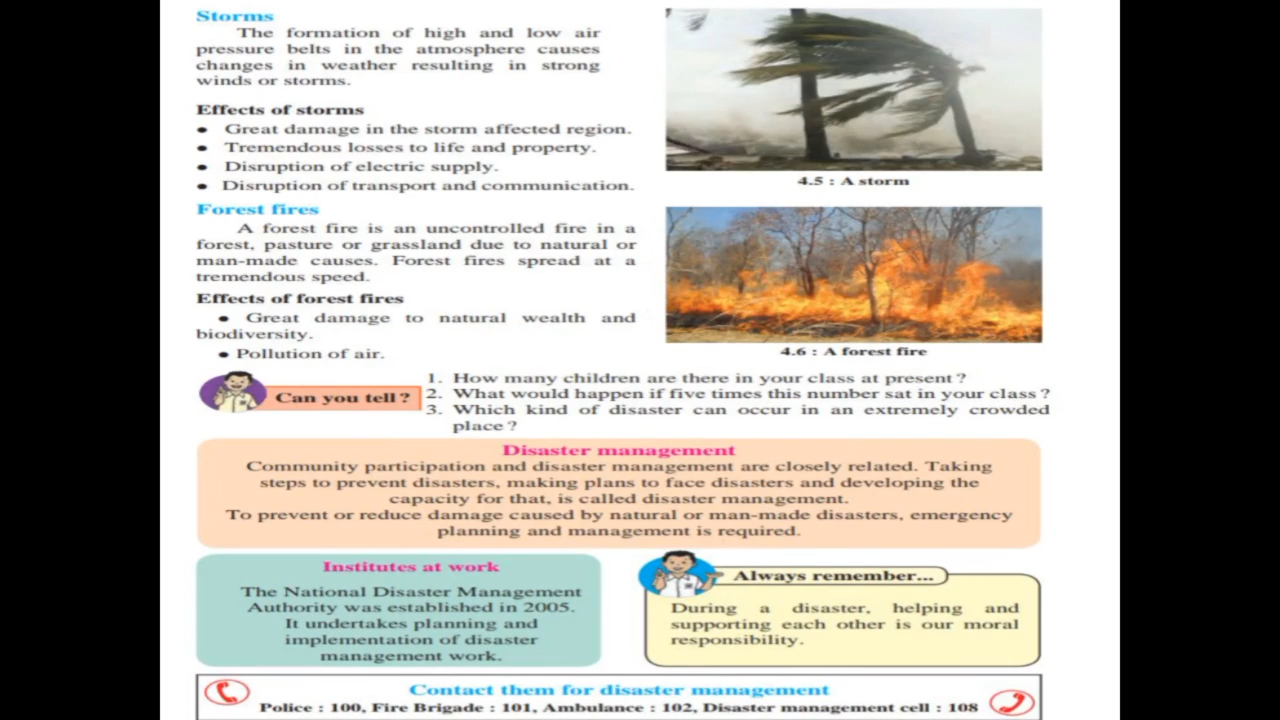 Storms
The formation of high and low air
pressure belts in the atmosphere causes
changes in weather resulting in strong
winds or storms.
Effects of storms
● Great damage in the storm affected region.
● Tremendous losses to life and property.
● Disruption of electric supply.
● Disruption of transport and communication.
4.5 : A storm
Forest fires
A forest fire is an uncontrolled fire in a
forest, pasture or grassland due to natural or
man-made causes. Forest fires spread at a
tremendous speed.
Effects of forest fires
● Great damage to natural wealth and
biodiversity.
● Pollution of air.
4.6 : A forest fire
Can you tell ?
1. How many children are there in your class at present ?
2. What would happen if five times this number sat in your class ?
3. Which kind of disaster can occur in an extremely crowded
place ?
Disaster management
Community participation and disaster management are closely related. Taking
steps to prevent disasters, making plans to face disasters and developing the
capacity for that, is called disaster management.
To prevent or reduce damage caused by natural or man-made disasters, emergency
planning and management is required.
Institutes at work
The National Disaster Management
Authority was established in 2005.
It undertakes planning and
implementation of disaster
management work.
Always remember...
During a disaster, helping and
supporting each other is our moral
responsibility.
Contact them for disaster management
Police : 100, Fire Brigade : 101, Ambulance : 102, Disaster management cell : 108